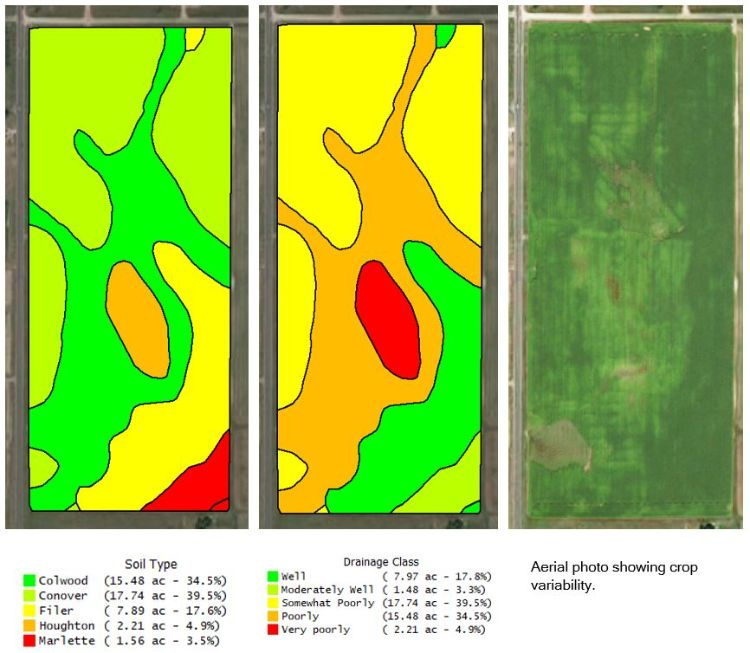 Soil Type
Colwood (15.48 ac - 34.5%)
Conover (17.74 ac - 39.5%)
Filer ( 7.89 ac - 17.6%)
Houghton ( 2.21 ac - 4.9%)
Marlette ( 1.56 ac - 3.5%)
Drainage Class
Well ( 7.97 ac - 17.8%)
Moderately Well ( 1.48 ac - 3.3%)
Somewhat Poorly (17.74 ac - 39.5%)
Poorly (15.48 ac - 34.5%)
Very poorly ( 2.21 ac - 4.9%)
Aerial photo showing crop
variability.